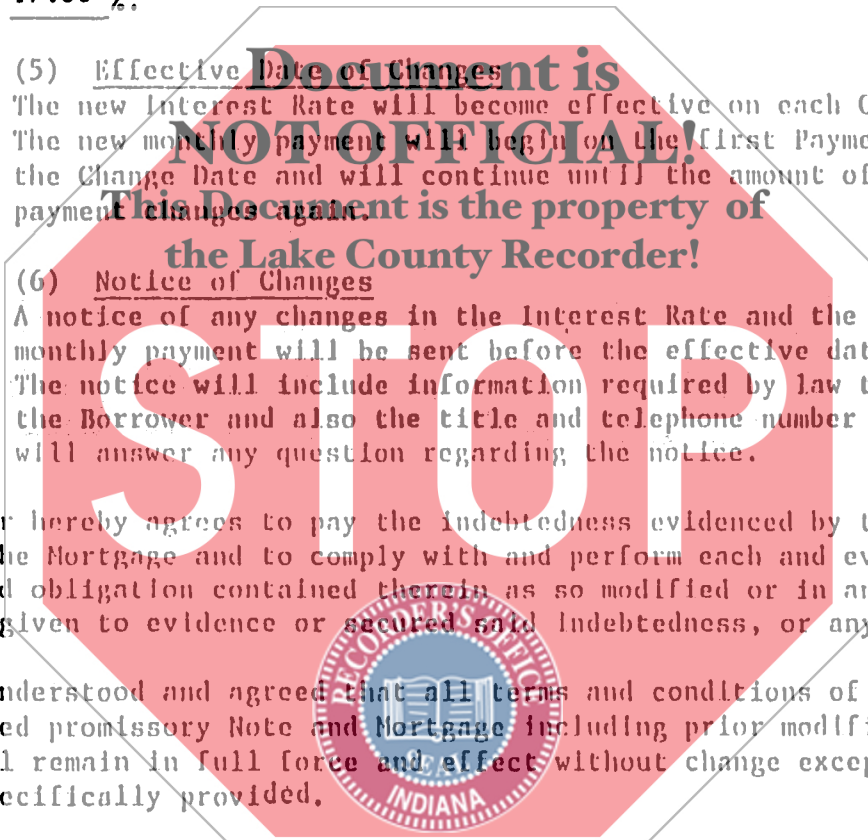 (5) Effective Date of Changes
The new Interest Rate will become effective on each C
The new monthly payment will begin on the first Payme
the Change Date and will continue until the amount of
payment changes again.
(6) Notice of Changes
A notice of any changes in the Interest Rate and the
monthly payment will be sent before the effective dat
The notice will include information required by law t
the Borrower and also the title and telephone number
will answer any question regarding the notice.
r hereby agrees to pay the indebtedness evidenced by t
he Mortgage and to comply with and perform each and ev
d obligation contained therein as so modified or in an
given to evidence or secured said Indebtedness, or any
nderstood and agreed that all terms and conditions of
ed promissory Note and Mortgage including prior modifi
l remain in full force and effect without change excep
ecifically provided.
Document is
NOT OFFICIAL!
This Document is the property of
the Lake County Recorder!
STOP
RECORDER'S OFFICE
SEAL
INDIANA